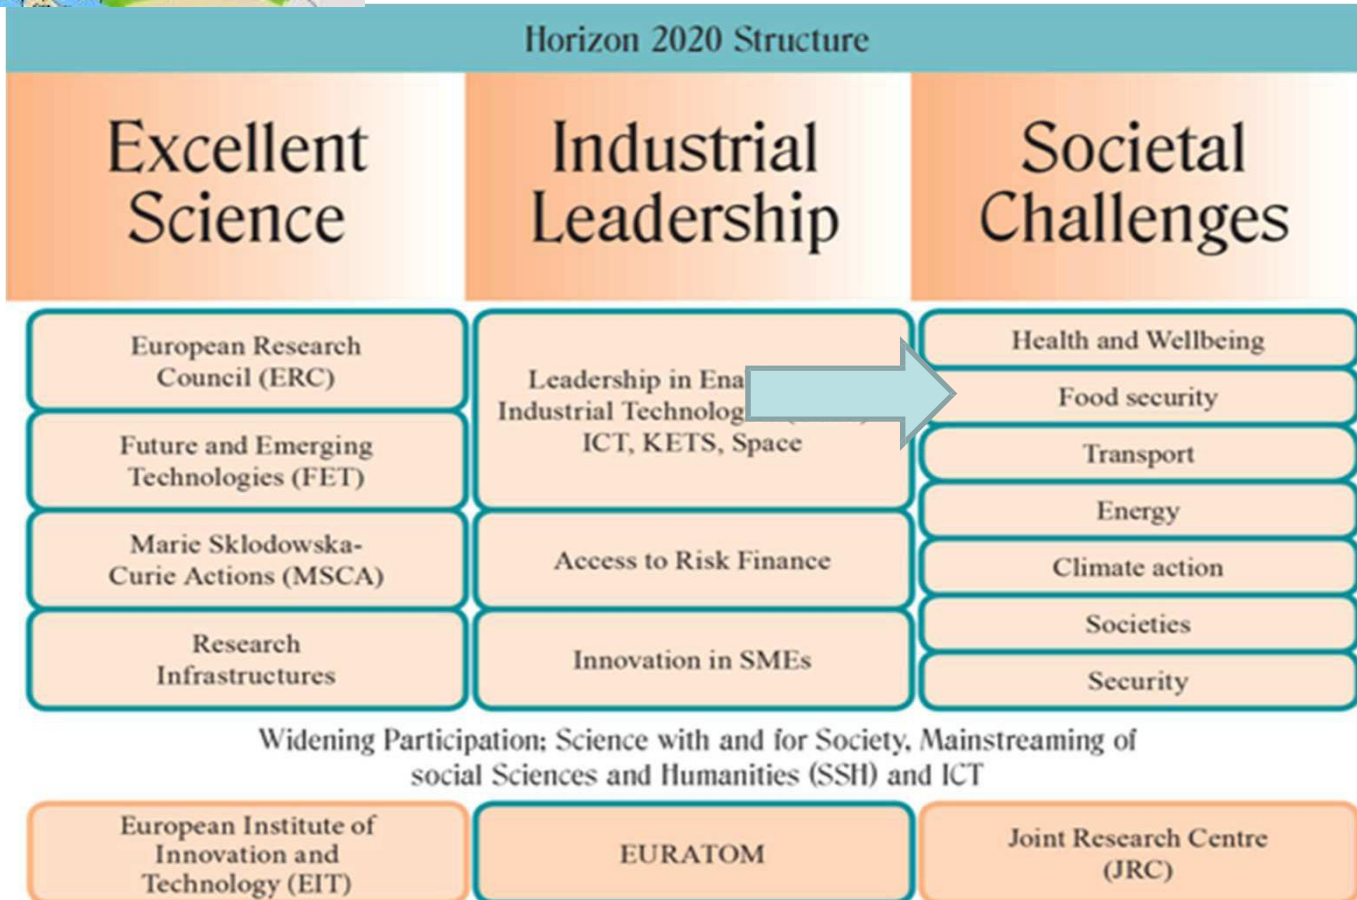 Horizon 2020 Structure
Excellent
Science
Industrial
Leadership
Societal
Challenges
European Research
Council (ERC)
Future and Emerging
Technologies (FET)
Marie Sklodowska-
Curie Actions (MSCA)
Research
Infrastructures
Leadership in
Industrial
ICT, KETS, Space
Access to Risk Finance
Innovation in SMEs
Health and Wellbeing
Food security
Transport
Energy
Climate action
Societies
Security
Widening Participation; Science with and for Society, Mainstreaming of
social Sciences and Humanities (SSH) and ICT
European Institute of
Innovation and
Technology (EIT)
EURATOM
Joint Research Centre
(JRC)